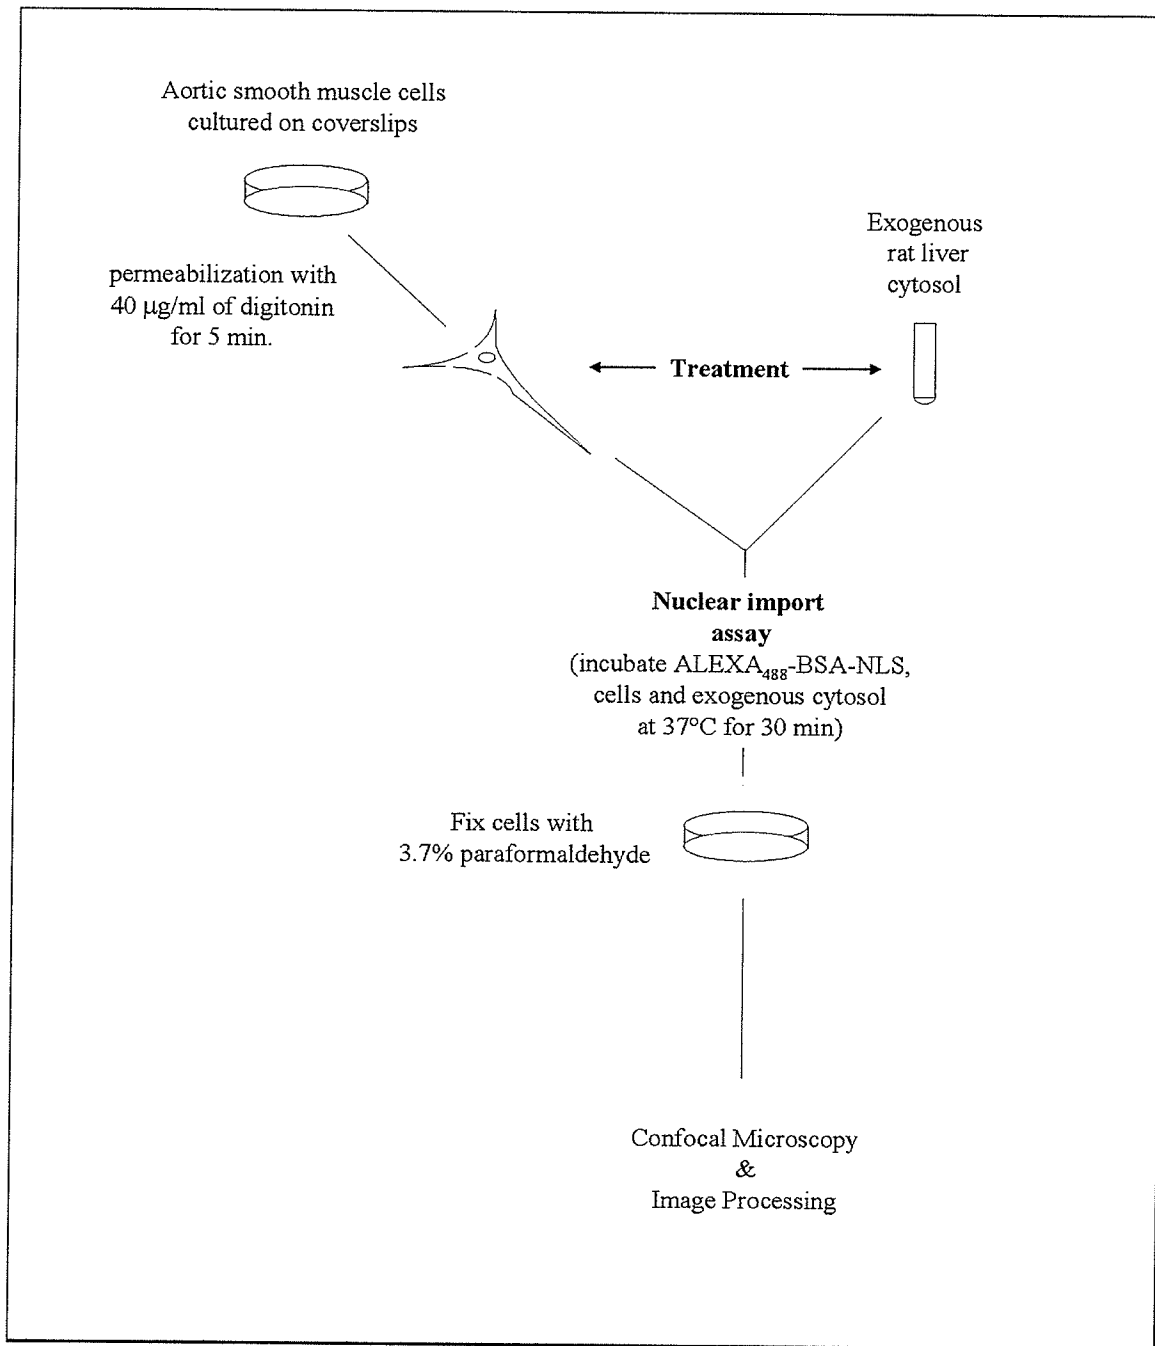 Aortic smooth muscle cells
cultured on coverslips
permeabilization with
40 µg/ml of digitonin
for 5 min.
Exogenous
rat liver
cytosol
Treatment
Nuclear import
assay
(incubate ALEXA488-BSA-NLS,
cells and exogenous cytosol
at 37°C for 30 min)
Fix cells with
3.7% paraformaldehyde
Confocal Microscopy
&
Image Processing